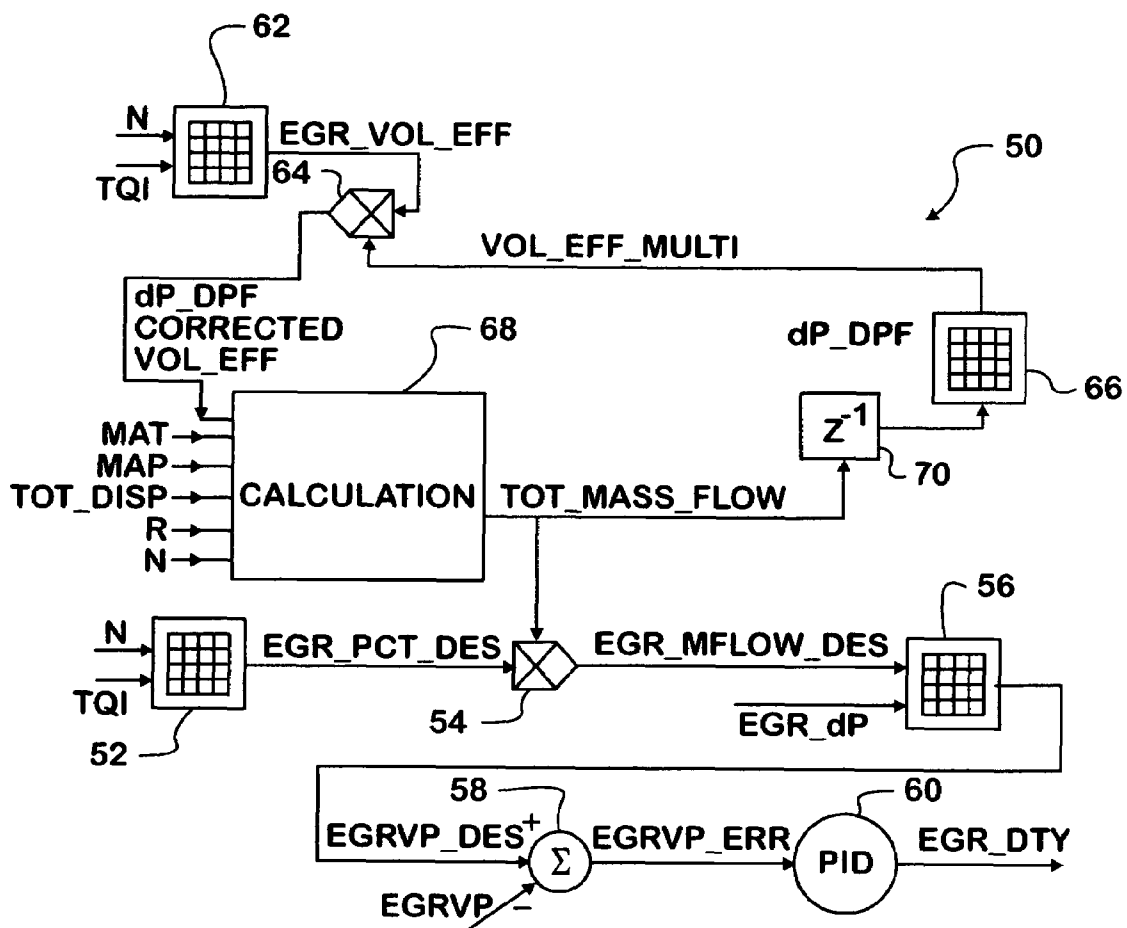 62
N
TQI
EGR_VOL_EFF
64
50
VOL_EFF_MULTI
dP_DPF
CORRECTED
VOL_EFF
68
dP_DPF
66
Z-1
70
MAT
MAP
TOT_DISP
R
N
CALCULATION
TOT_MASS_FLOW
56
N
TQI
52
EGR_PCT_DES
54
EGR_MFLOW_DES
EGR_dP
58
60
EGRVP_DES
+
Σ
EGRVP_ERR
PID
EGR_DTY
EGRVP
–